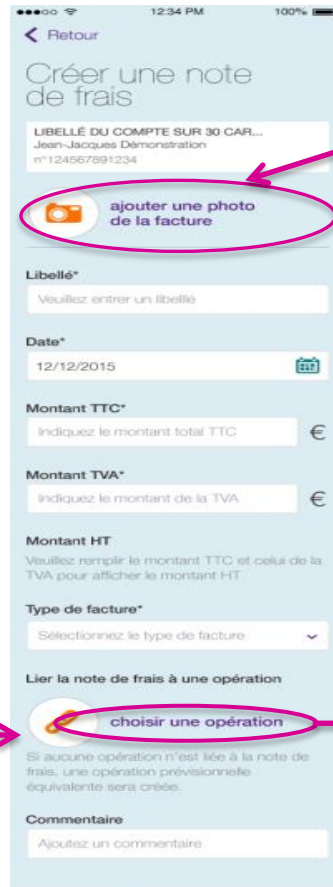 12:34 PM
100%
Retour
Créer une note
de frais
LIBELLÉ DU COMPTE SUR 30 CAR...
Jean-Jacques Démonstration
n°124567891234
ajouter une photo
de la facture
Libellé*
Veuillez entrer un libellé
Date*
12/12/2015
Montant TTC*
Indiquez le montant total TTC
€
Montant TVA*
Indiquez le montant de la TVA
€
Montant HT
Veuillez remplir le montant TTC et celui de la
TVA pour afficher le montant HT
Type de facture*
Sélectionnez le type de facture
Lier la note de frais à une opération
choisir une opération
Si aucune opération n'est liée à la note de
frais, une opération prévisionnelle
équivalente sera créée.
Commentaire
Ajoutez un commentaire